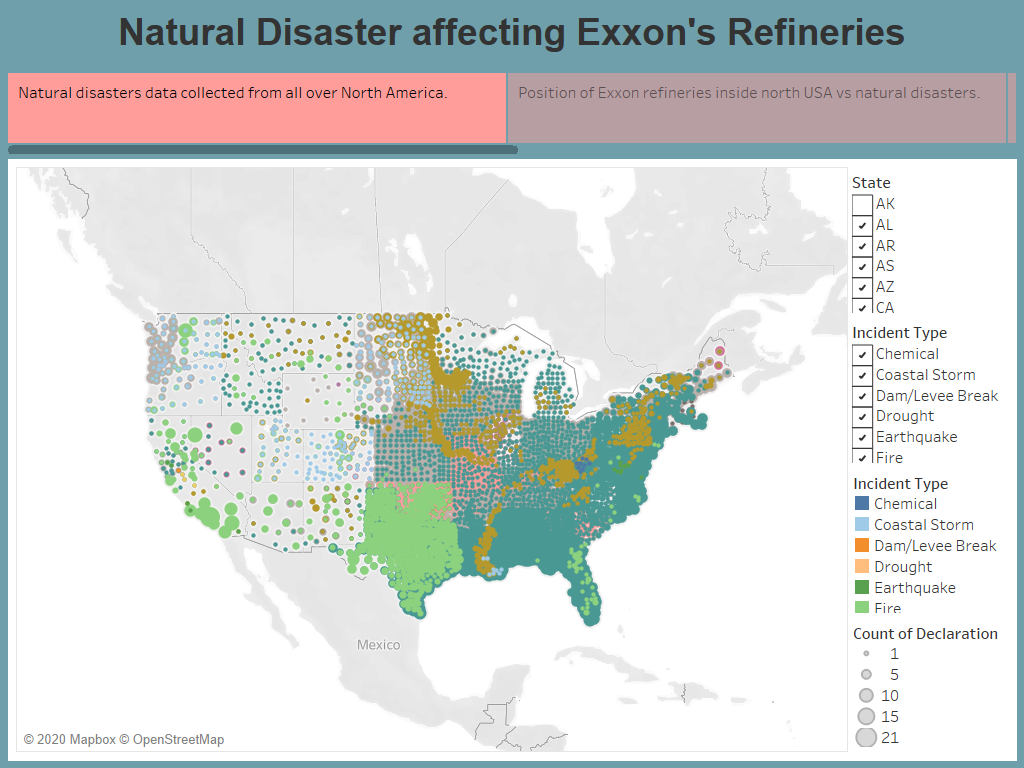 Natural Disaster affecting Exxon's Refineries
Natural disasters data collected from all over North America.
Position of Exxon refineries inside north USA vs natural disasters.
State
AK
AL
AR
AS
AZ
CA
Incident Type
Chemical
Coastal Storm
Dam/Levee Break
Drought
Earthquake
Fire
Incident Type
Chemical
Coastal Storm
Dam/Levee Break
Drought
Earthquake
Fire
Count of Declaration
1
5
10
15
21
Mexico
© 2020 Mapbox © OpenStreetMap